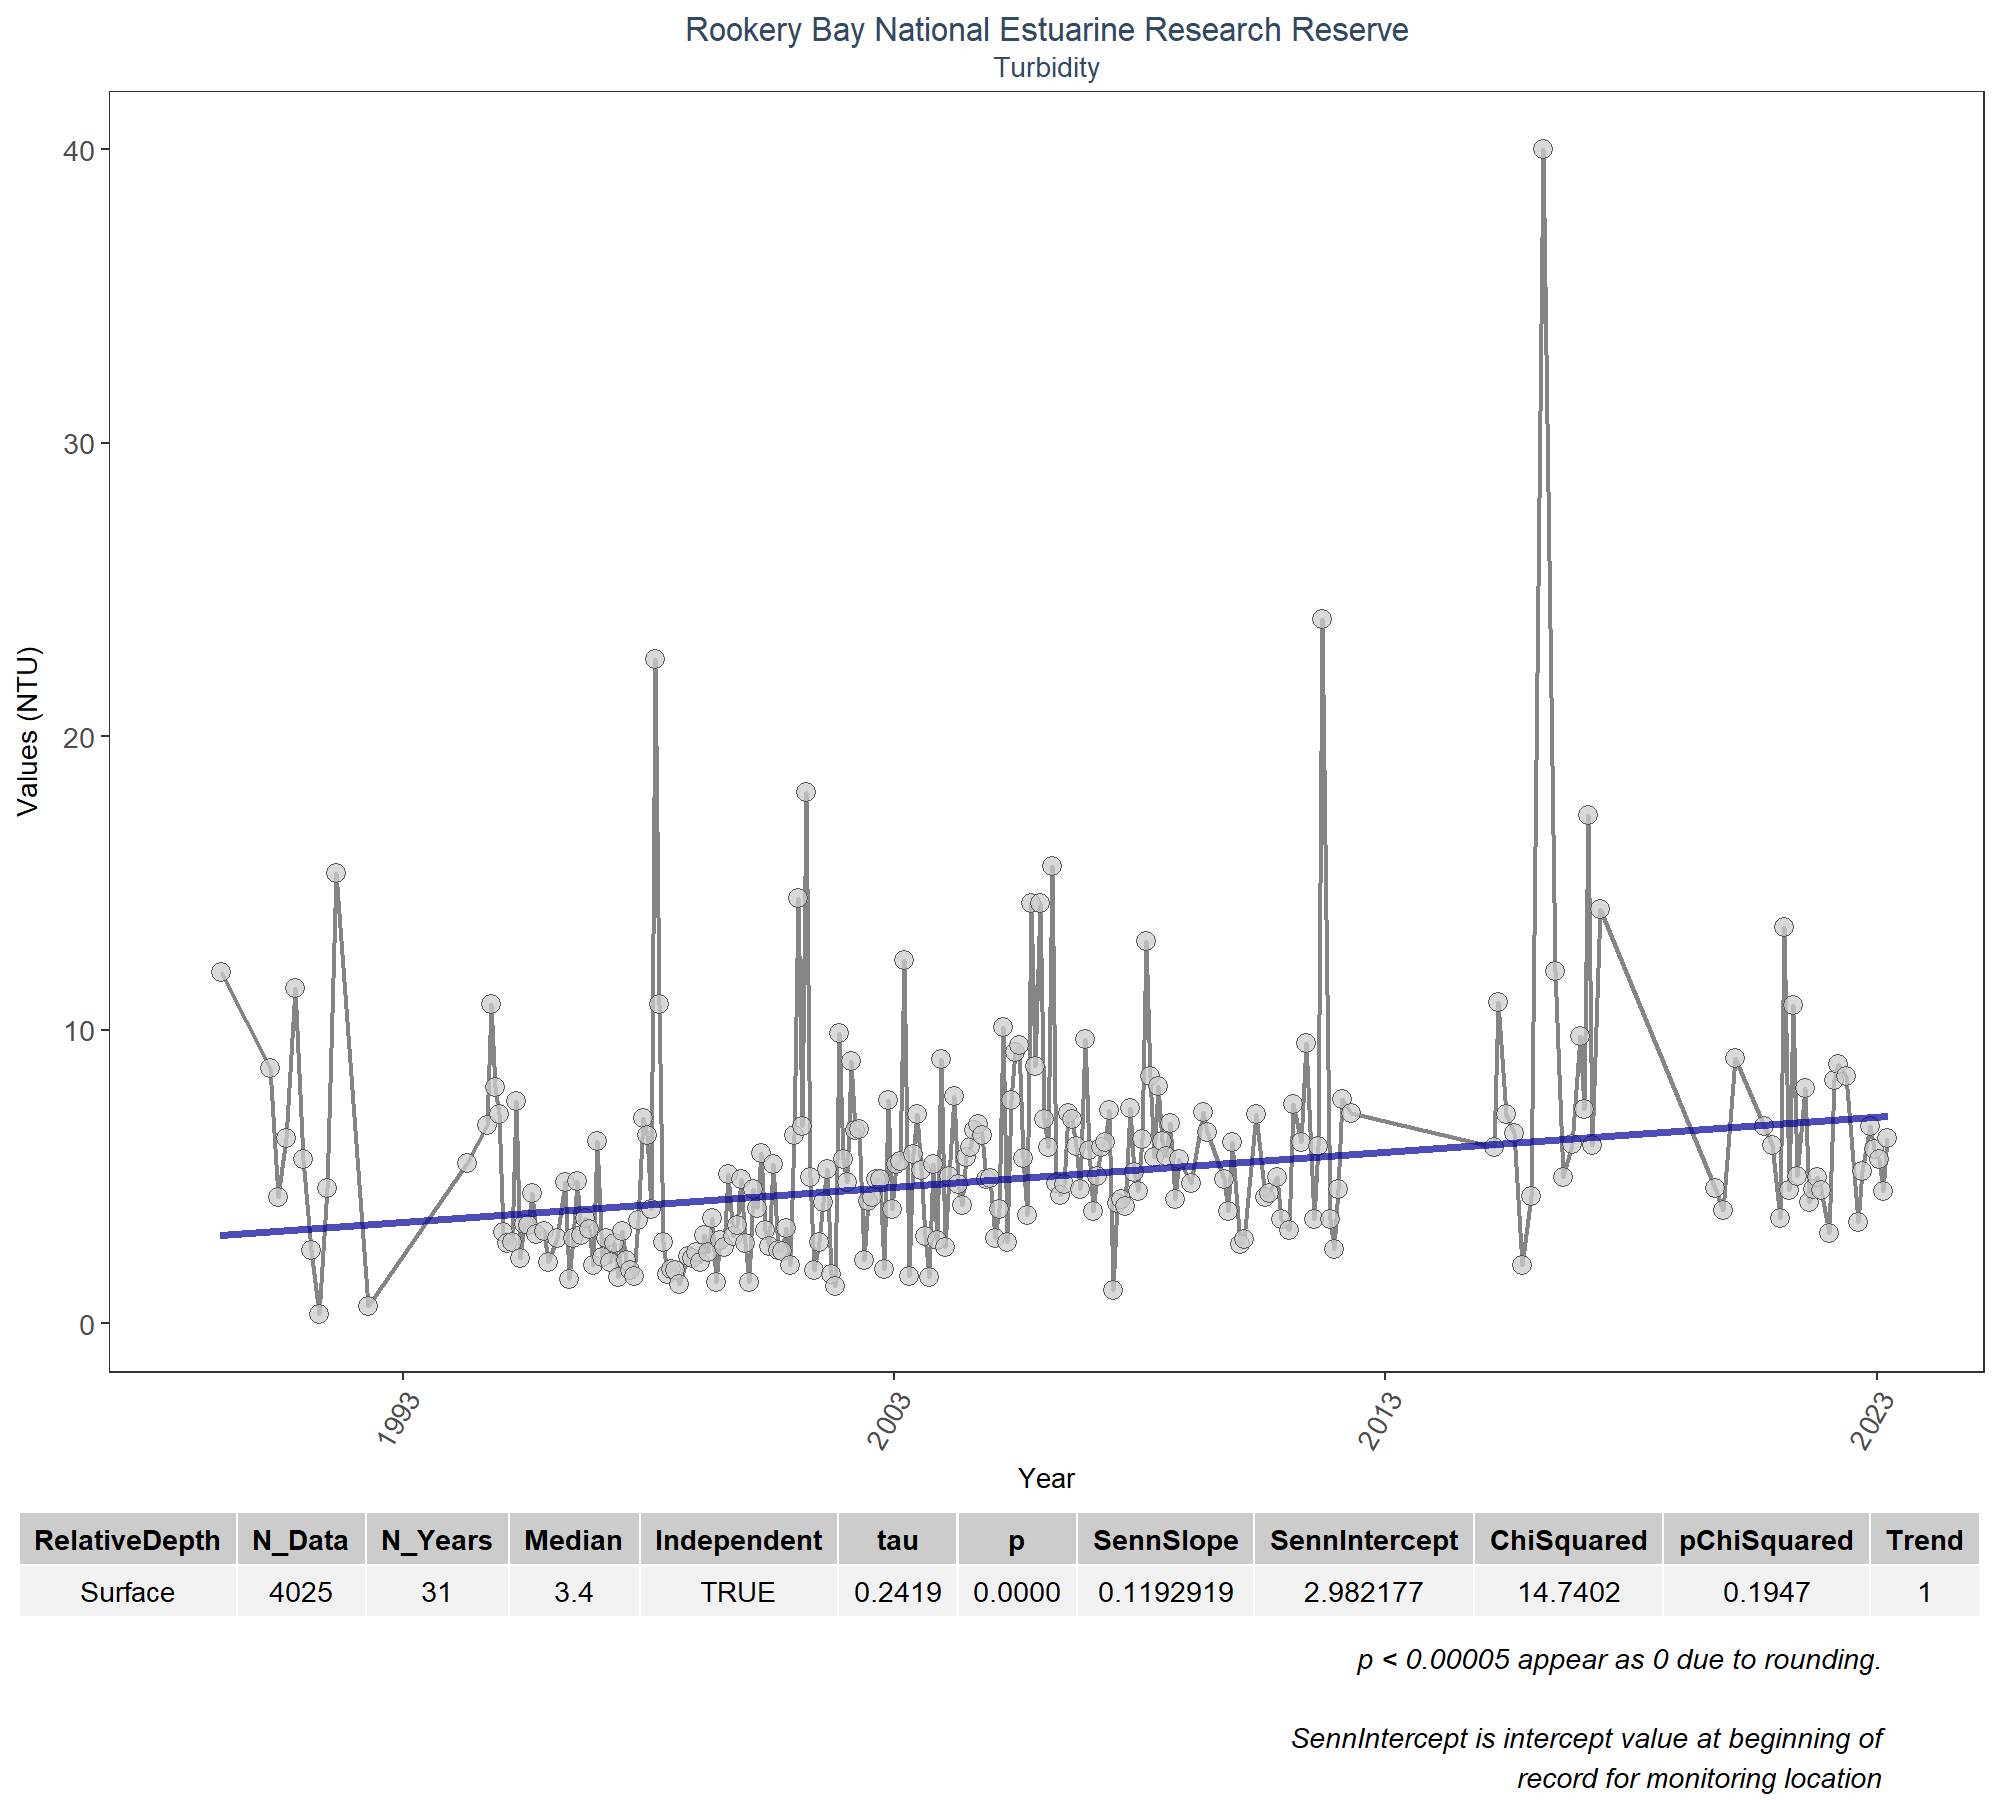 Rookery Bay National Estuarine Research Reserve
Turbidity
40
30
20
10
0
Values (NTU)
1993
2003
2013
2023
Year
RelativeDepth N_Data N_Years Median Independent tau p SennSlope SennIntercept ChiSquared pChiSquared Trend
Surface 4025 31 3.4 TRUE 0.2419 0.0000 0.1192919 2.982177 14.7402 0.1947 1
p < 0.00005 appear as 0 due to rounding.
SennIntercept is intercept value at beginning of
record for monitoring location